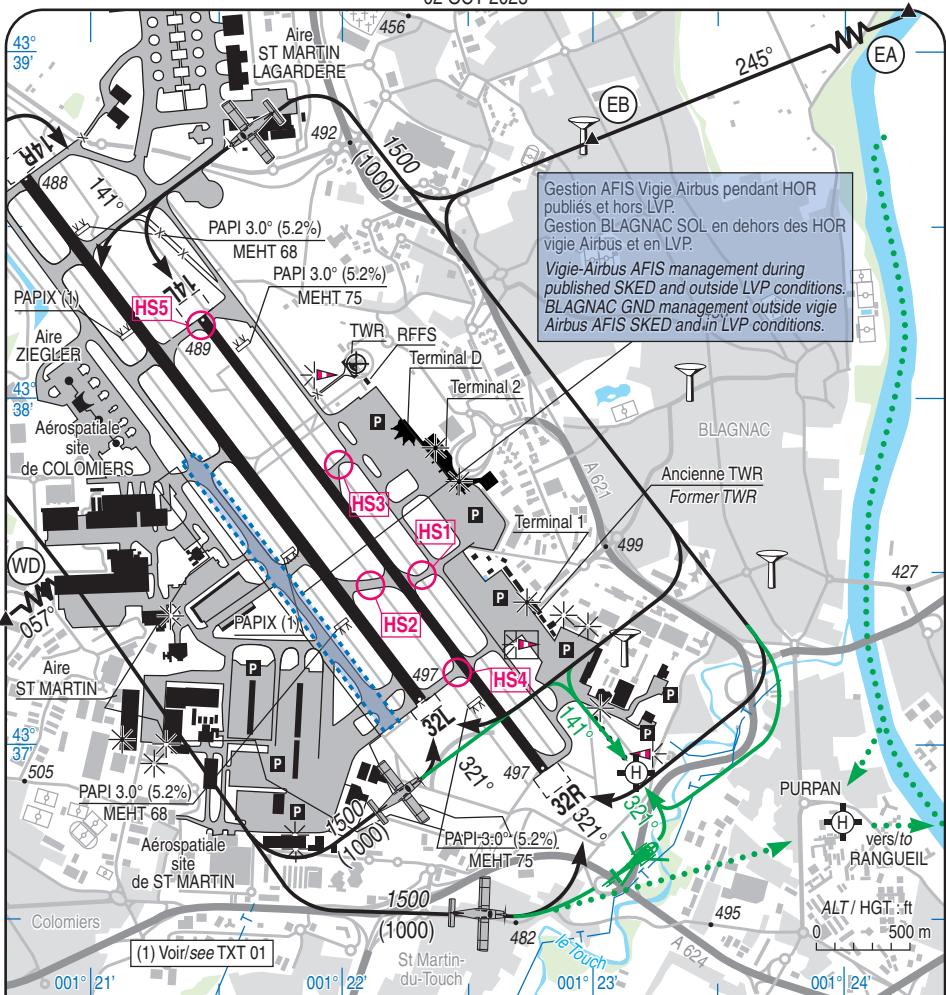 02 OCT 2025
43°
39'
456
Aire
ST MARTIN
LAGARDERE
492
1500
(1000)
245°
EB
EA
14R
488
141°
PAPI 3.0° (5.2%)
MEHT 68
14L
PAPI 3.0° (5.2%)
MEHT 75
Gestion AFIS Vigie Airbus pendant HOR
publiés et hors LVP.
Gestion BLAGNAC SOL en dehors des HOR
vigie Airbus et en LVP.
Vigie-Airbus AFIS management during
published SKED and outside LVP conditions.
BLAGNAC GND management outside vigie
Airbus AFIS SKED and in LVP conditions.
PAPIX (1)
HS5
489
Aire
ZIEGLER
TWR
RFFS
Terminal D
Terminal 2
43°
38'
P
BLAGNAC
Aérospatiale
site
de COLOMIERS
A 621
HS3
Ancienne TWR
Former TWR
P
HS1
Terminal 1
499
427
WD
057°
P
HS2
PAPIX (1)
Aire
ST MARTIN
P
497
HS4
P
P
32L
141°
P
43°
37'
321°
H
505
P
497
32R
321°
321°
PURPAN
H
PAPI 3.0° (5.2%)
MEHT 68
P
1500
(1000)
PAPI 3.0° (5.2%)
MEHT 75
vers/to
RANGUEIL
Aérospatiale
site
de ST MARTIN
1500
(1000)
482
495
ALT / HGT : ft
0
500 m
Colomiers
(1) Voir/see TXT 01
St Martin-
du-Touch
le Touch
A 624
001° 21'
001° 22'
001° 23'
001° 24'